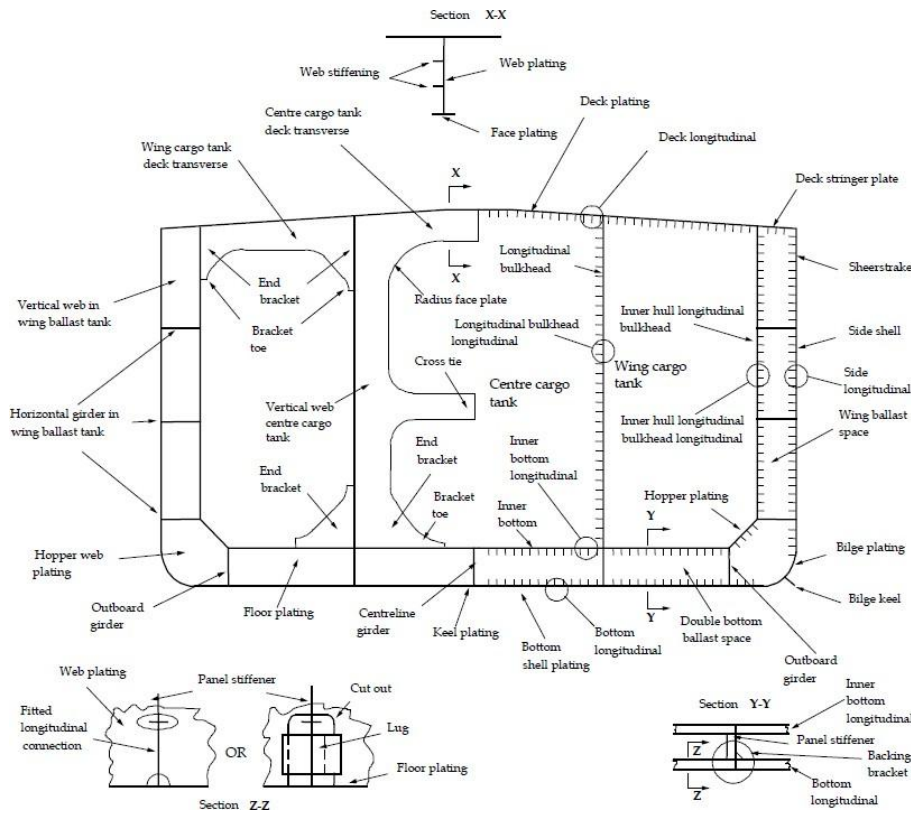 Section X-X
Web stiffening
Web plating
Face plating
Centre cargo tank
deck transverse
Deck plating
Deck longitudinal
Wing cargo tank
deck transverse
Deck stringer plate
X
X
End
bracket
Longitudinal
bulkhead
Sheerstrake
Vertical web in
wing ballast tank
Bracket
toe
Radius face plate
Longitudinal bulkhead
longitudinal
Inner hull longitudinal
bulkhead
Side shell
Cross tie
Wing cargo
tank
Centre cargo
tank
Side
longitudinal
Horizontal girder in
wing ballast tank
Vertical web
centre cargo
tank
Inner hull longitudinal
bulkhead longitudinal
Wing ballast
space
End
bracket
End
bracket
Inner
bottom
longitudinal
Bracket
toe
Inner
bottom
Hopper plating
Y
Hopper web
plating
Bilge plating
Outboard
girder
Floor plating
Centreline
girder
Keel plating
Bottom
shell plating
Bottom
longitudinal
Y
Double bottom
ballast space
Bilge keel
Outboard
girder
Web plating
Panel stiffener
Cut out
Fitted
longitudinal
connection
OR
Lug
Floor plating
Section Z-Z
Section Y-Y
Inner
bottom
longitudinal
Panel stiffener
Z
Backing
bracket
Z
Bottom
longitudinal